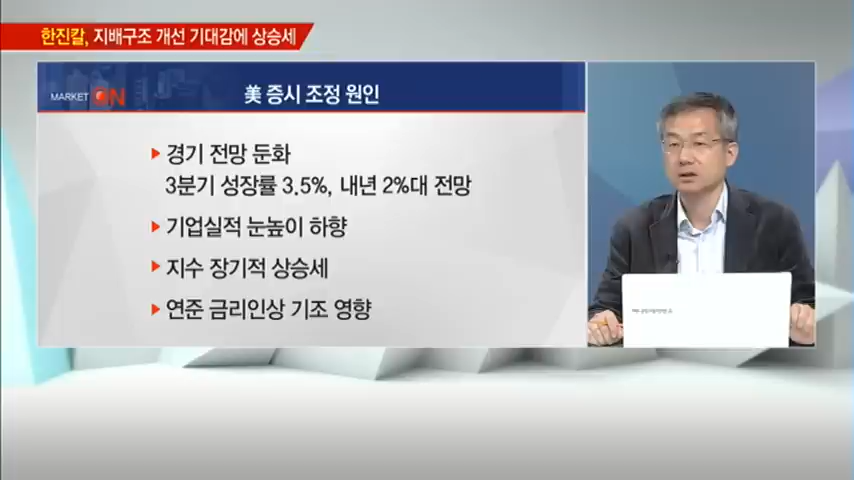 한진칼, 지배구조 개선 기대감에 상승세
MARKET ON
美 증시 조정 원인
경기 전망 둔화
3분기 성장률 3.5%, 내년 2%대 전망
기업실적 눈높이 하향
지수 장기적 상승세
연준 금리인상 기조 영향